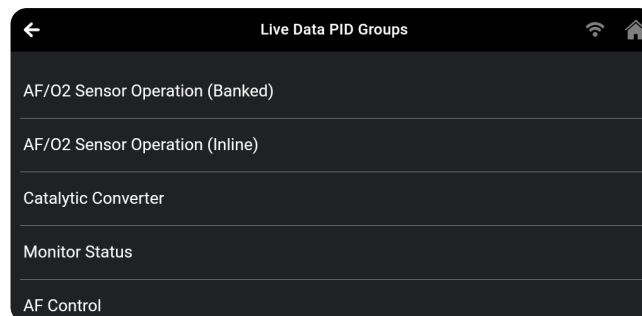 Live Data PID Groups
AF/O2 Sensor Operation (Banked)
AF/O2 Sensor Operation (Inline)
Catalytic Converter
Monitor Status
AF Control